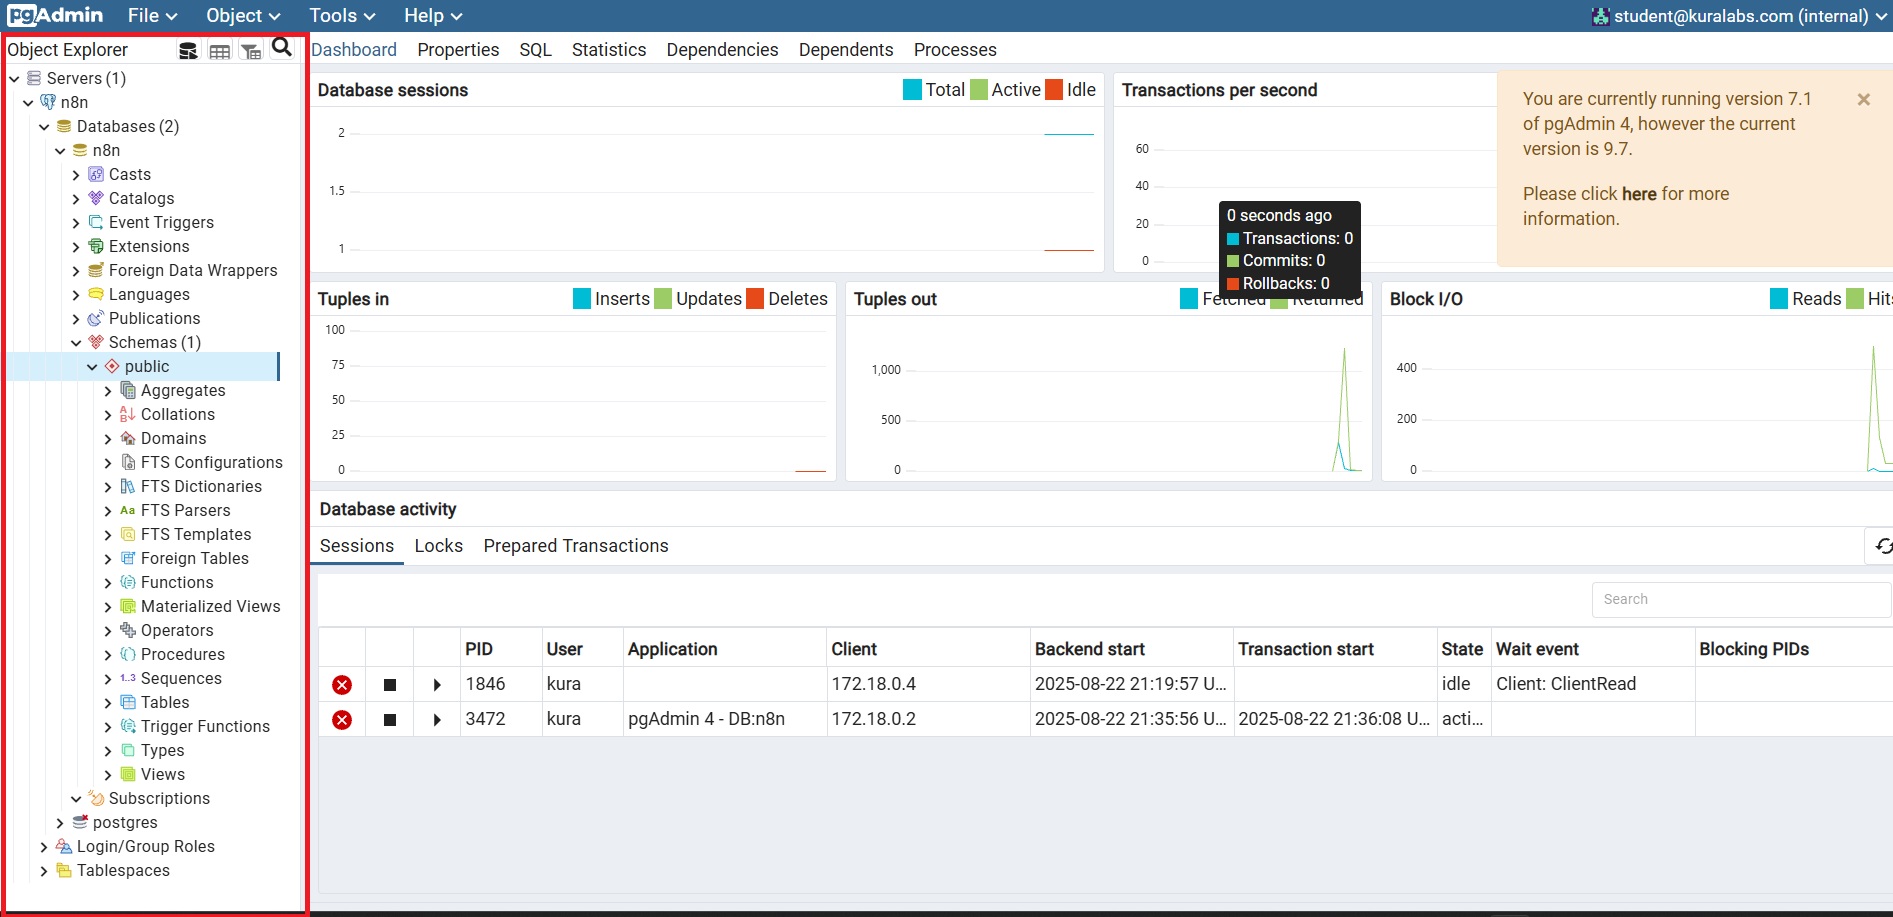 pgAdmin File Object Tools Help student@kuralabs.com (internal)
Object Explorer
Servers (1)
n8n
Databases (2)
n8n
Casts
Catalogs
Event Triggers
Extensions
Foreign Data Wrappers
Languages
Publications
Schemas (1)
public
Aggregates
Collations
Domains
FTS Configurations
FTS Dictionaries
FTS Parsers
FTS Templates
Foreign Tables
Functions
Materialized Views
Operators
Procedures
1..3 Sequences
Tables
Trigger Functions
Types
Views
Subscriptions
postgres
Login/Group Roles
Tablespaces
Dashboard Properties SQL Statistics Dependencies Dependents Processes
Database sessions Total Active Idle
2
1.5
1
Transactions per second
60
40
20
0
0 seconds ago
Transactions: 0
Commits: 0
Rollbacks: 0
You are currently running version 7.1
of pgAdmin 4, however the current
version is 9.7.
Please click here for more
information.
Tuples in Inserts Updates Deletes
100
75
50
25
0
Tuples out Fetched Returned
1,000
500
0
Block I/O Reads Hits
400
200
0
Database activity
Sessions Locks Prepared Transactions
Search
PID User Application Client Backend start Transaction start State Wait event Blocking PIDs
1846 kura 172.18.0.4 2025-08-22 21:19:57 U... idle Client: ClientRead
3472 kura pgAdmin 4 - DB:n8n 172.18.0.2 2025-08-22 21:35:56 U... 2025-08-22 21:36:08 U... acti...